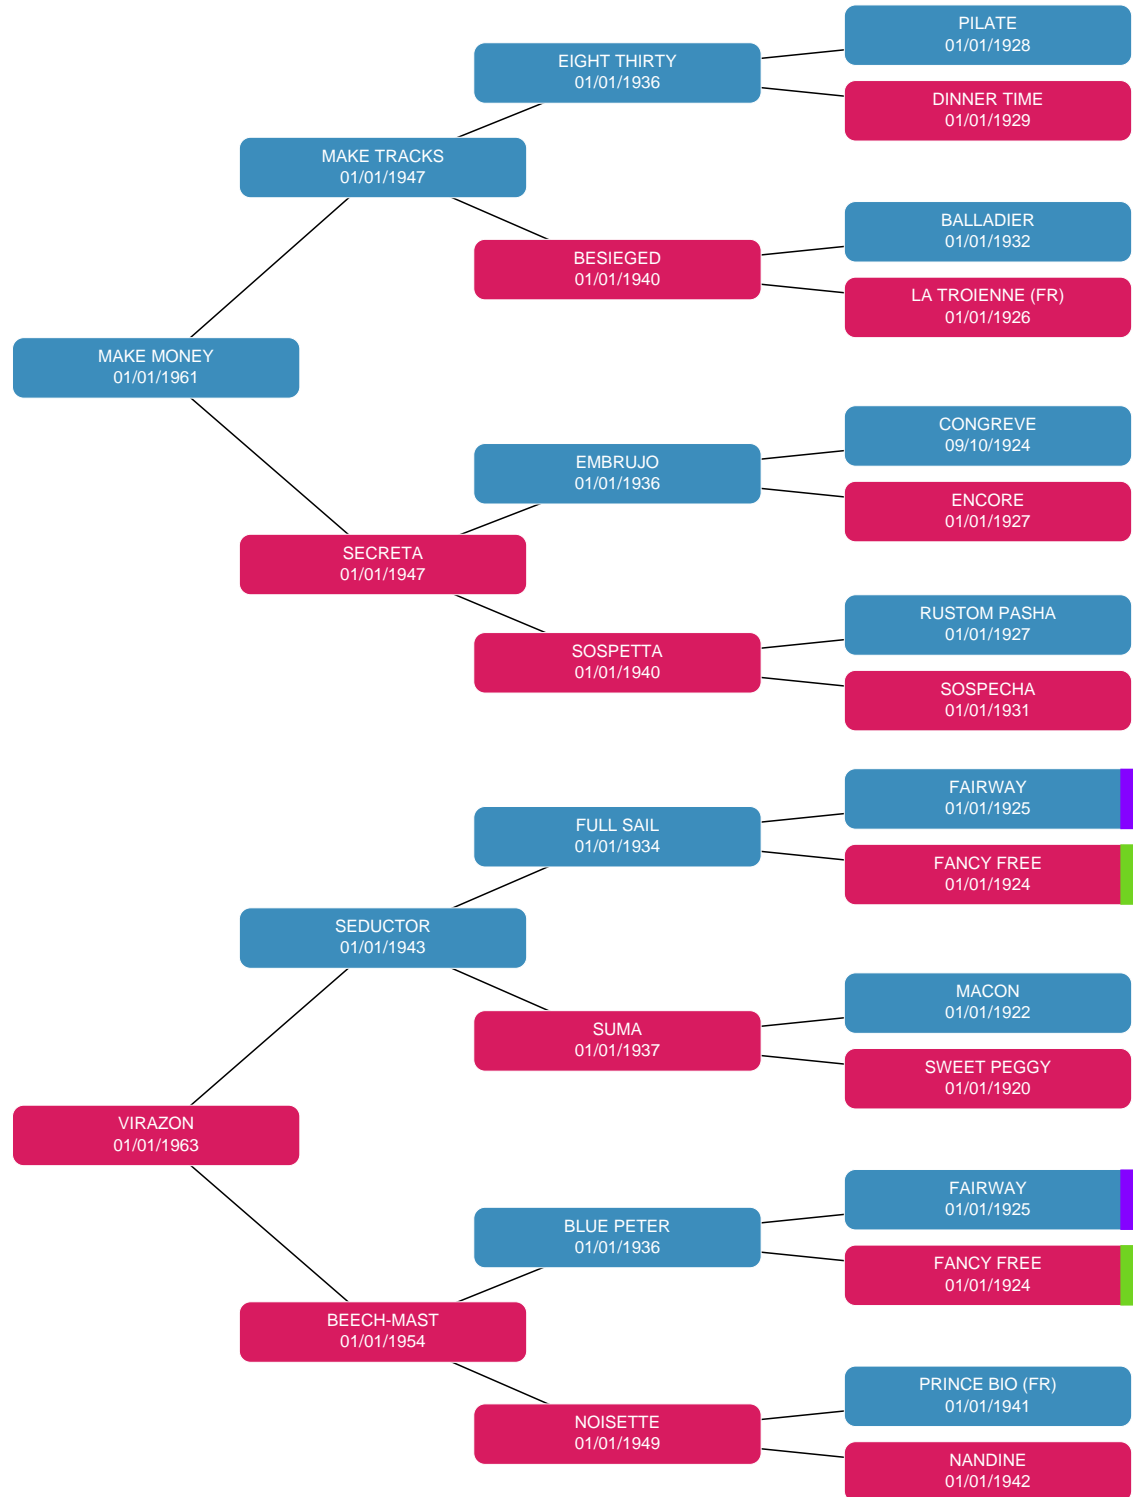 PILATE
01/01/1928
EIGHT THIRTY
01/01/1936
DINNER TIME
01/01/1929
MAKE TRACKS
01/01/1947
BALLADIER
01/01/1932
BESIEGED
01/01/1940
LA TROIENNE (FR)
01/01/1926
MAKE MONEY
01/01/1961
CONGREVE
09/10/1924
EMBRUJO
01/01/1936
ENCORE
01/01/1927
SECRETA
01/01/1947
RUSTOM PASHA
01/01/1927
SOSPETTA
01/01/1940
SOSPECHA
01/01/1931
FAIRWAY
01/01/1925
FULL SAIL
01/01/1934
FANCY FREE
01/01/1924
SEDUCTOR
01/01/1943
MACON
01/01/1922
SUMA
01/01/1937
SWEET PEGGY
01/01/1920
VIRAZON
01/01/1963
FAIRWAY
01/01/1925
BLUE PETER
01/01/1936
FANCY FREE
01/01/1924
BEECH-MAST
01/01/1954
PRINCE BIO (FR)
01/01/1941
NOISETTE
01/01/1949
NANDINE
01/01/1942